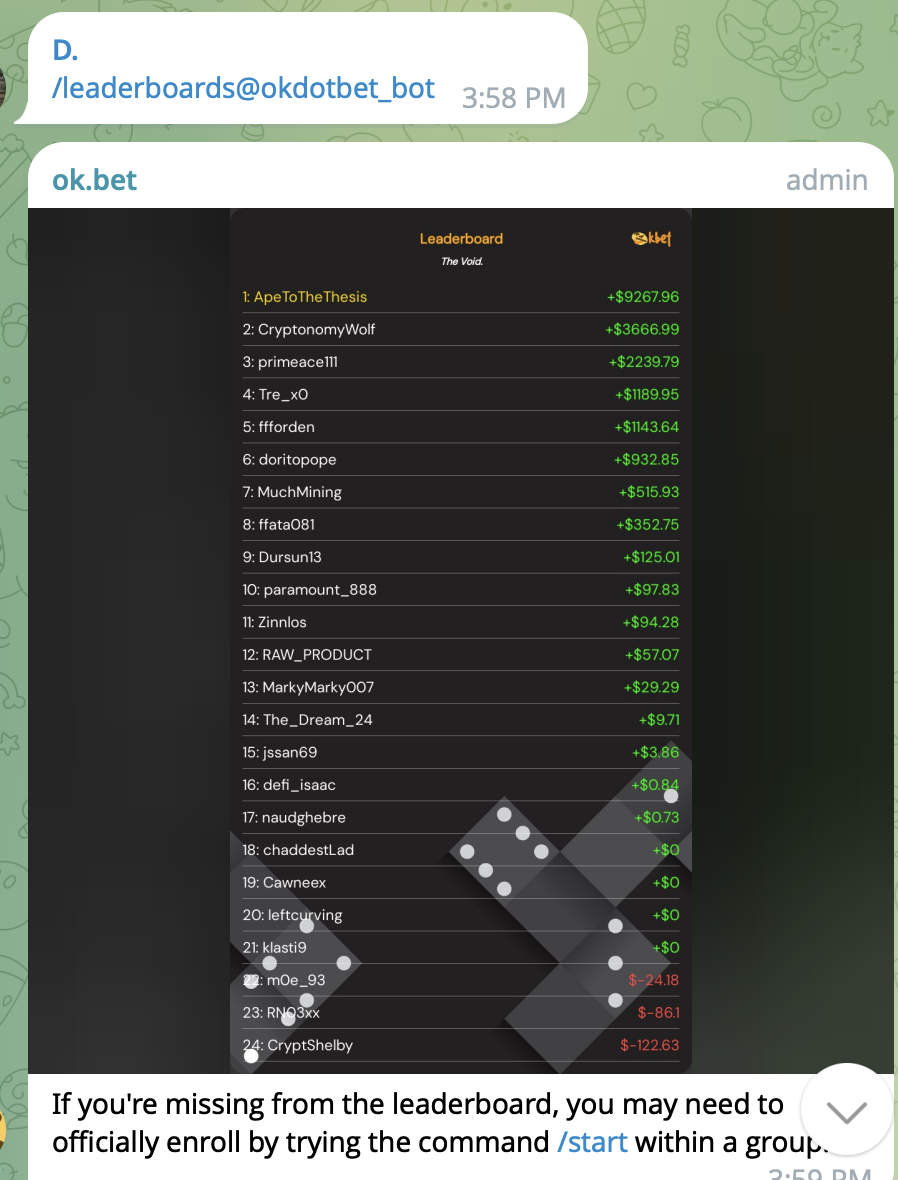 D.
/leaderboards@okdotbet_bot 3:58 PM
ok.bet admin
Leaderboard okbet
The Void.
1: ApeToTheThesis +$9267.96
2: CryptonomyWolf +$3666.99
3: primeace111 +$2239.79
4: Tre_x0 +$1189.95
5: ffforden +$1143.64
6: doritopope +$932.85
7: MuchMining +$515.93
8: ffata081 +$352.75
9: Dursun13 +$125.01
10: paramount_888 +$97.83
11: Zinnlos +$94.28
12: RAW_PRODUCT +$57.07
13: MarkyMarky007 +$29.29
14: The_Dream_24 +$9.71
15: jssan69 +$3.86
16: defi_isaac +$0.84
17: naudghebre +$0.73
18: chaddestLad +$0
19: Cawneex +$0
20: leftcurving +$0
21: klasti9 +$0
22: m0e_93 $-24.18
23: RN03xx $-86.1
24: CryptShelby $-122.63
If you're missing from the leaderboard, you may need to
officially enroll by trying the command /start within a group.
3:59 PM